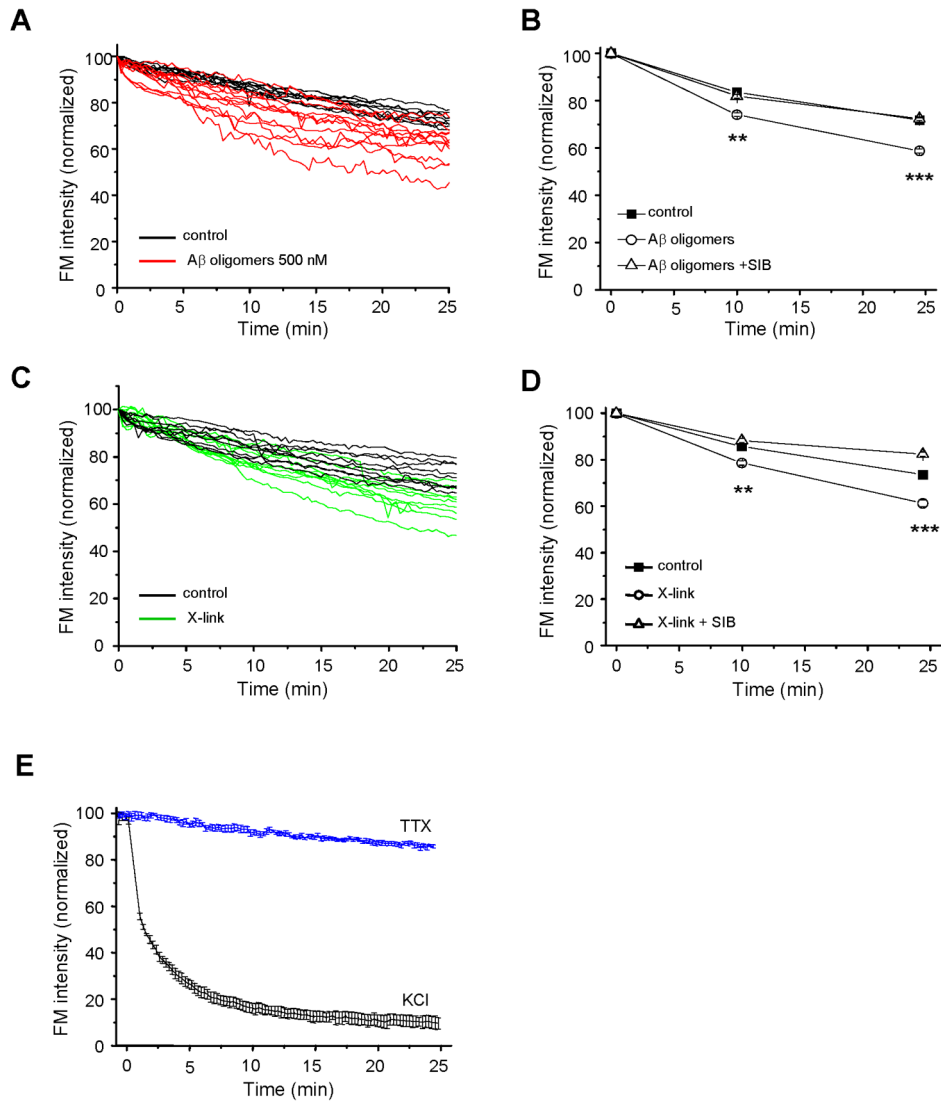 A
FM intensity (normalized)
100
80
60
40
20
0
control
Aβ oligomers 500 nM
0 5 10 15 20 25
Time (min)
B
FM intensity (normalized)
100
80
60
40
20
0
**
***
control
Aβ oligomers
Aβ oligomers +SIB
0 5 10 15 20 25
Time (min)
C
FM intensity (normalized)
100
80
60
40
20
0
control
X-link
0 5 10 15 20 25
Time (min)
D
FM intensity (normalized)
100
80
60
40
20
0
**
***
control
X-link
X-link + SIB
0 5 10 15 20 25
Time (min)
E
FM intensity (normalized)
100
80
60
40
20
0
TTX
KCl
0 5 10 15 20 25
Time (min)